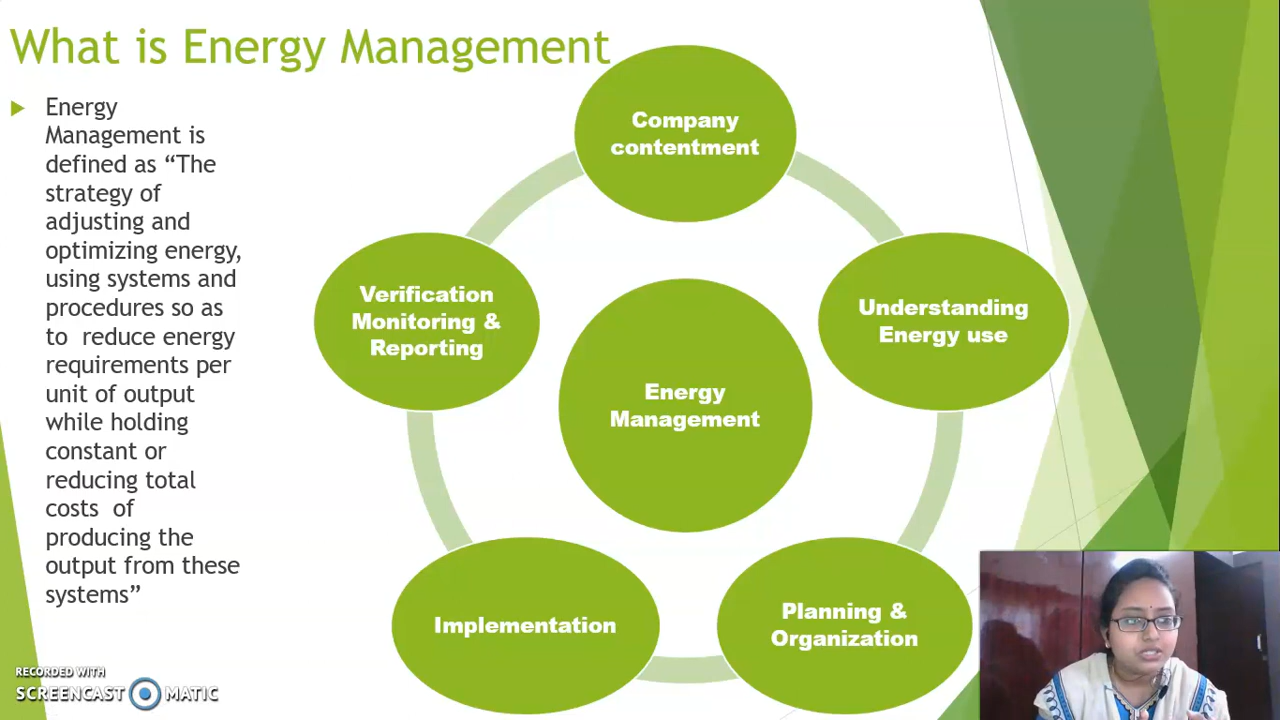 What is Energy Management
Energy
Management is
defined as “The
strategy of
adjusting and
optimizing energy,
using systems and
procedures so as
to reduce energy
requirements per
unit of output
while holding
constant or
reducing total
costs of
producing the
output from these
systems”
Company
contentment
Understanding
Energy use
Planning &
Organization
Implementation
Verification
Monitoring &
Reporting
Energy
Management
RECORDED WITH
SCREENCAST MATIC